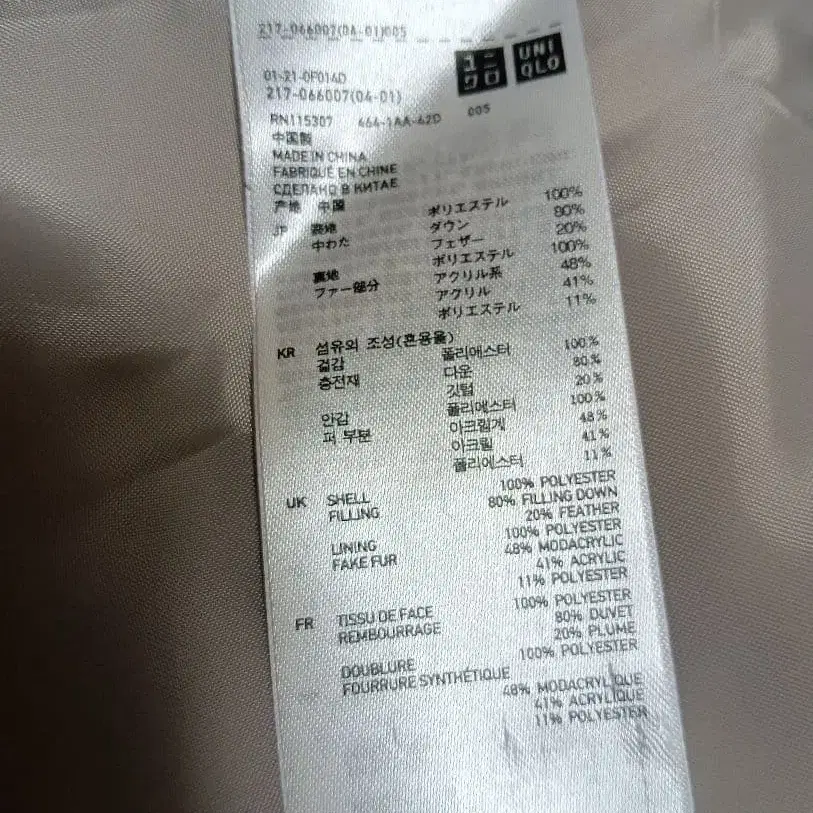 217-066007(04-01)005
ユニクロ
UNIQLO
01-21-0F014D
217-066007(04-01)
RN115307 464-1AA-62D 005
中国製
MADE IN CHINA
FABRIQUÉ EN CHINE
СДЕЛАНО В КИТАЕ
产地 中国
JP 表地 ポリエステル 100%
中わた ダウン 80%
フェザー 20%
裏地 ポリエステル 100%
ファー部分 アクリル系 48%
アクリル 41%
ポリエステル 11%
KR 섬유의 조성(혼용율)
겉감 폴리에스터 100%
충전재 다운 80%
깃털 20%
안감 폴리에스터 100%
퍼 부분 아크릴계 48%
아크릴 41%
폴리에스터 11%
UK SHELL 100% POLYESTER
FILLING 80% FILLING DOWN
20% FEATHER
LINING 100% POLYESTER
FAKE FUR 48% MODACRYLIC
41% ACRYLIC
11% POLYESTER
FR TISSU DE FACE 100% POLYESTER
REMBOURRAGE 80% DUVET
20% PLUME
DOUBLURE 100% POLYESTER
FOURRURE SYNTHÉTIQUE 48% MODACRYLIQUE
41% ACRYLIQUE
11% POLYESTER